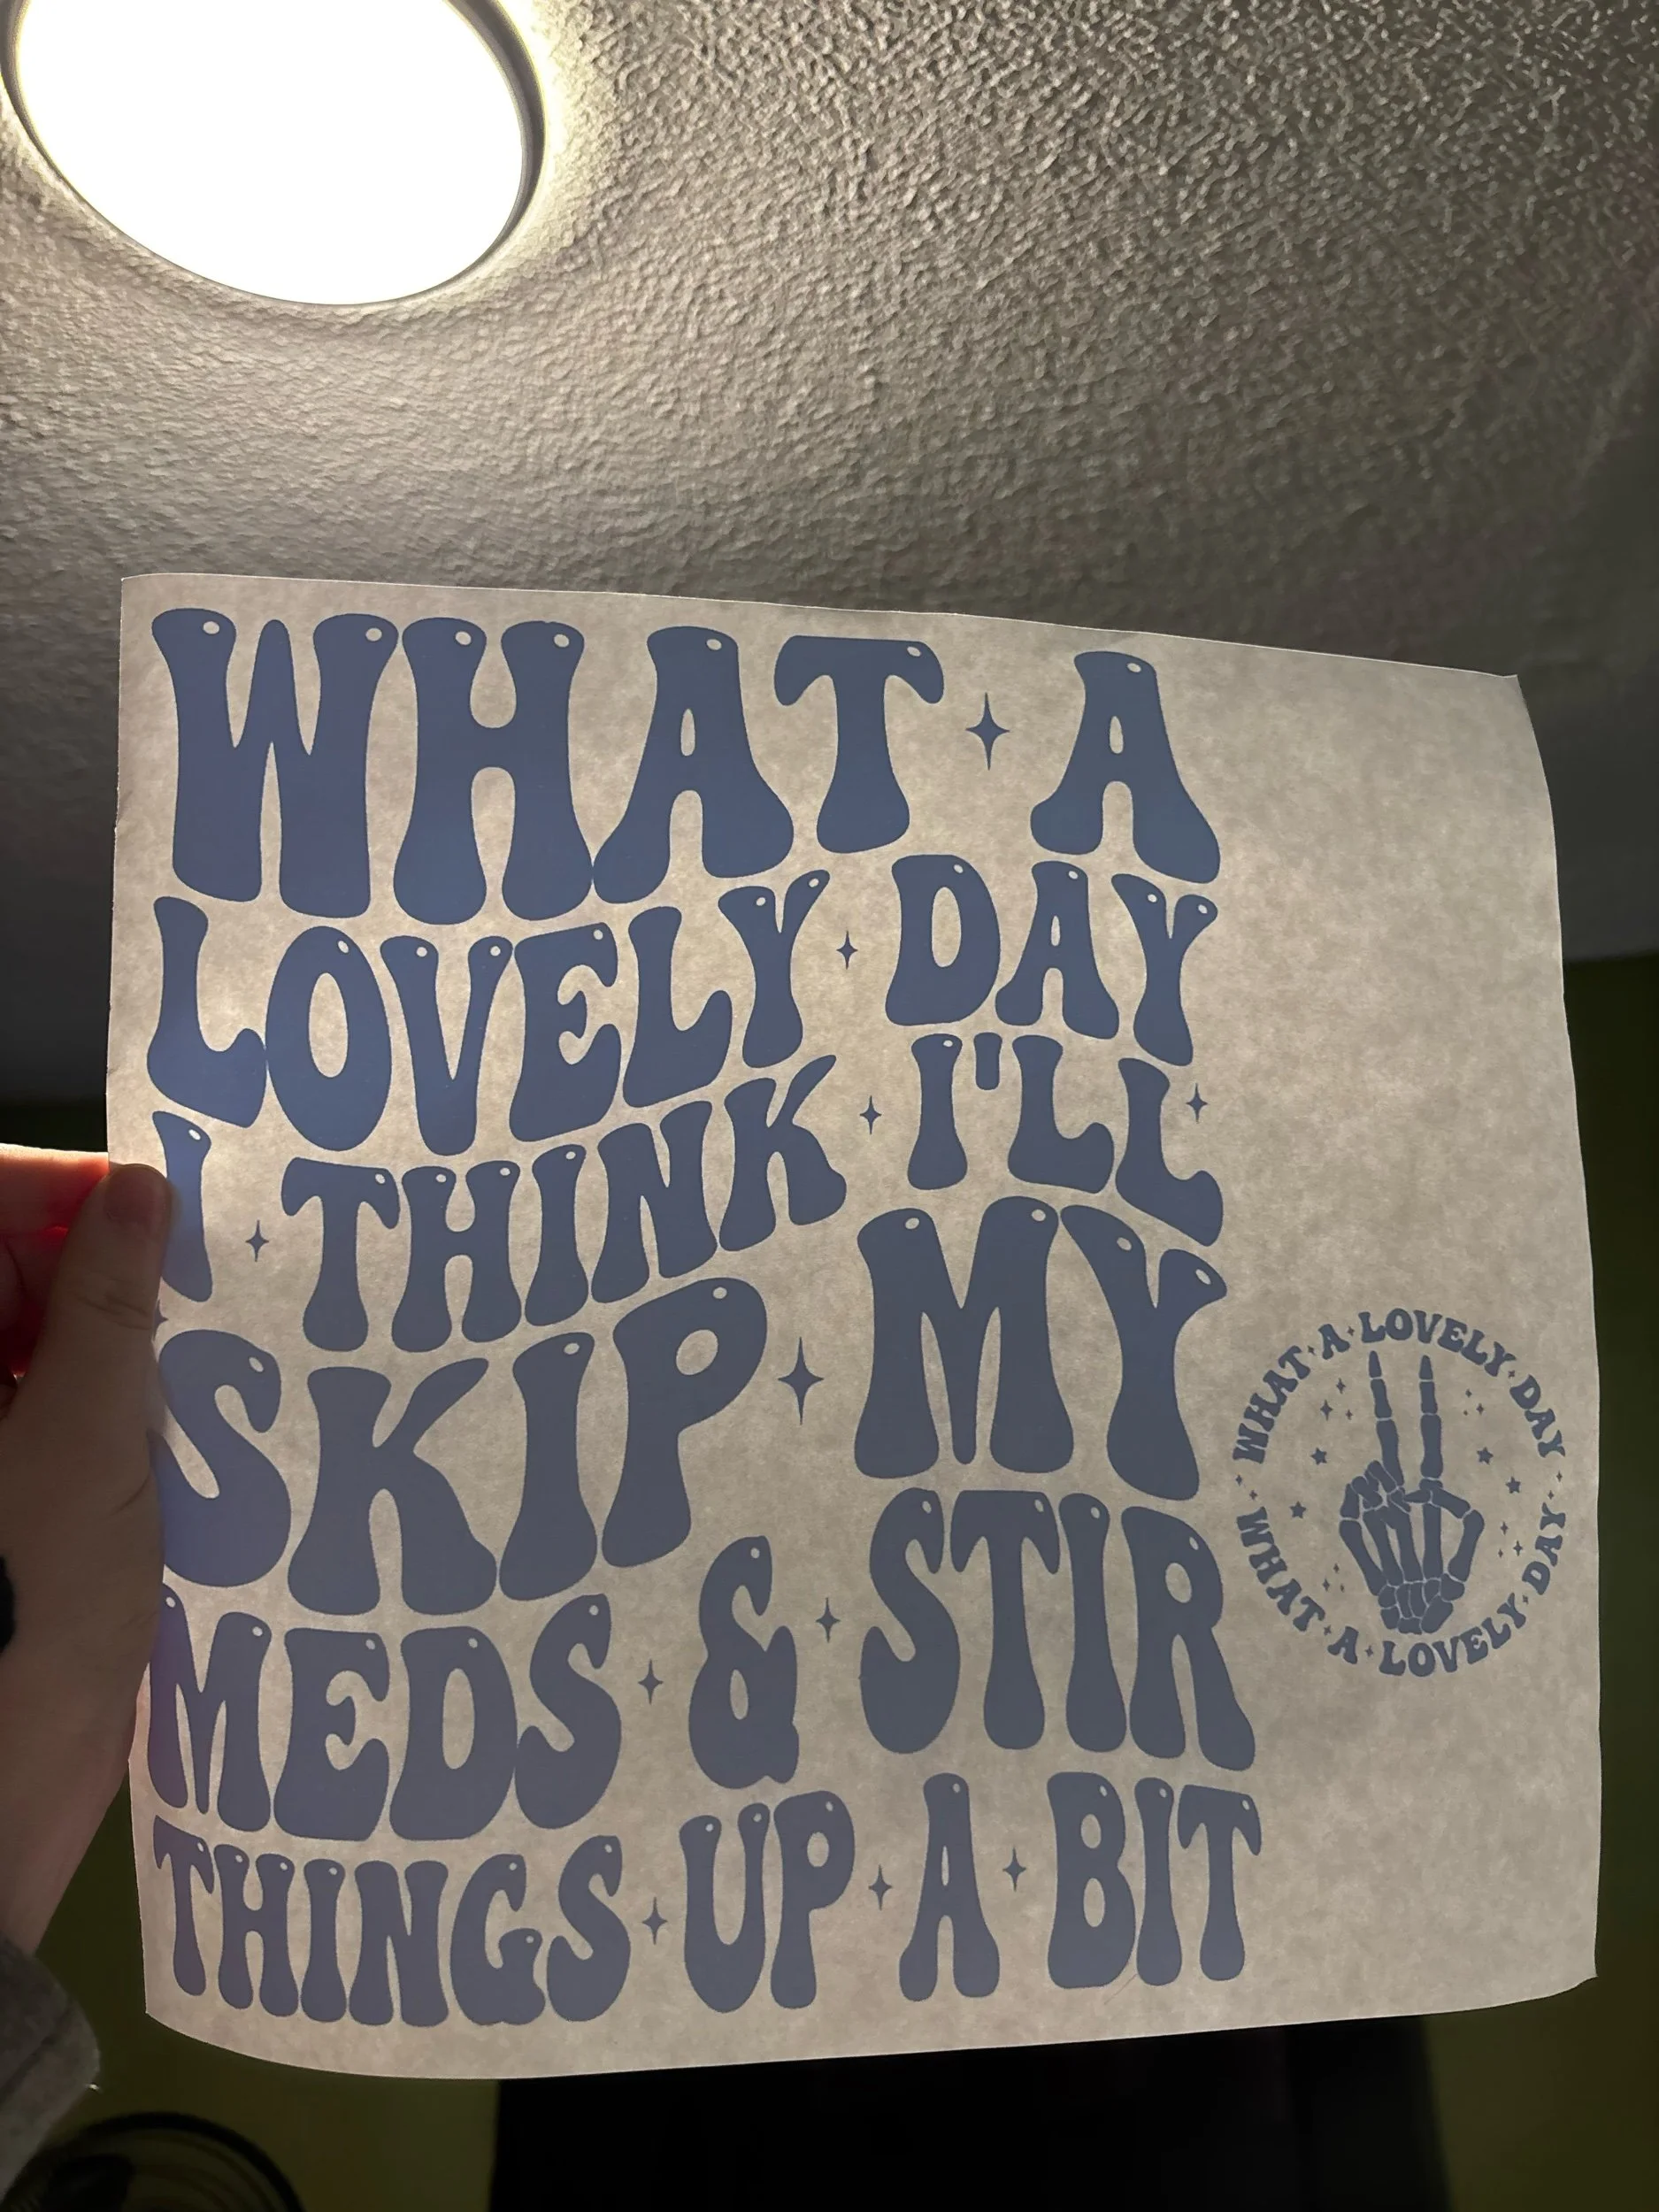 WHAT A
LOVELY DAY
I THINK I'LL
SKIP MY
MEDS & STIR
THINGS UP A BIT
WHAT A LOVELY DAY
WHAT A LOVELY DAY